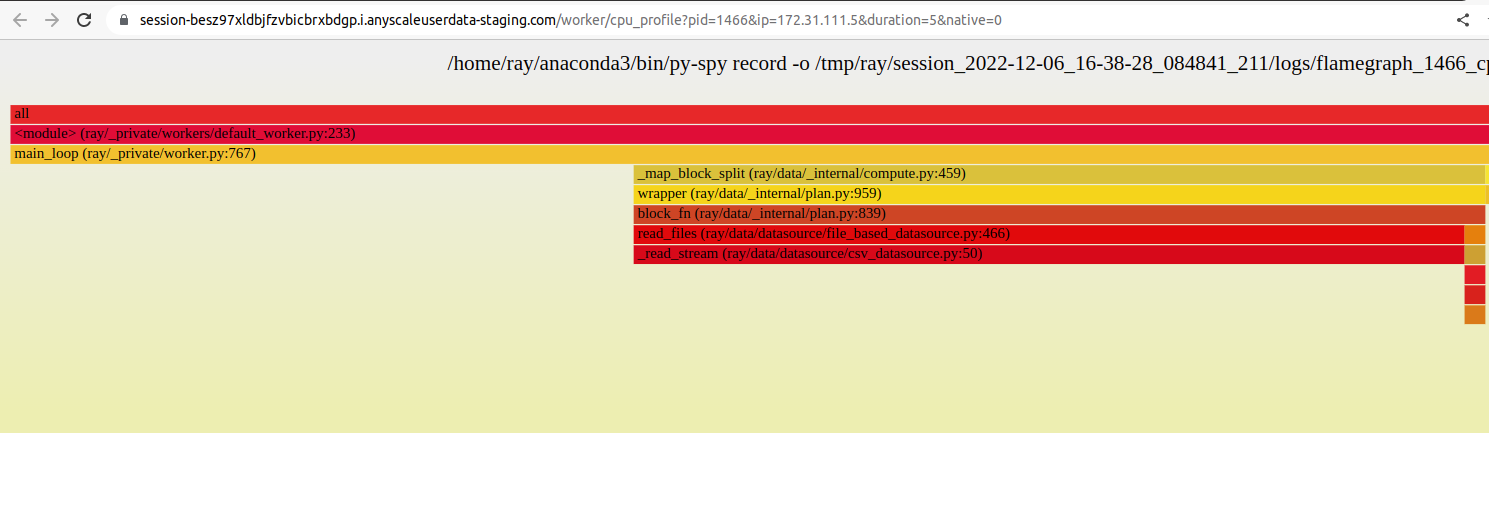 session-besz97xldbjfzvbicbrxbdgp.i.anyscaleuserdata-staging.com/worker/cpu_profile?pid=1466&ip=172.31.111.5&duration=5&native=0
/home/ray/anaconda3/bin/py-spy record -o /tmp/ray/session_2022-12-06_16-38-28_084841_211/logs/flamegraph_1466_cp
all
<module> (ray/_private/workers/default_worker.py:233)
main_loop (ray/_private/worker.py:767)
_map_block_split (ray/data/_internal/compute.py:459)
wrapper (ray/data/_internal/plan.py:959)
block_fn (ray/data/_internal/plan.py:839)
read_files (ray/data/datasource/file_based_datasource.py:466)
_read_stream (ray/data/datasource/csv_datasource.py:50)